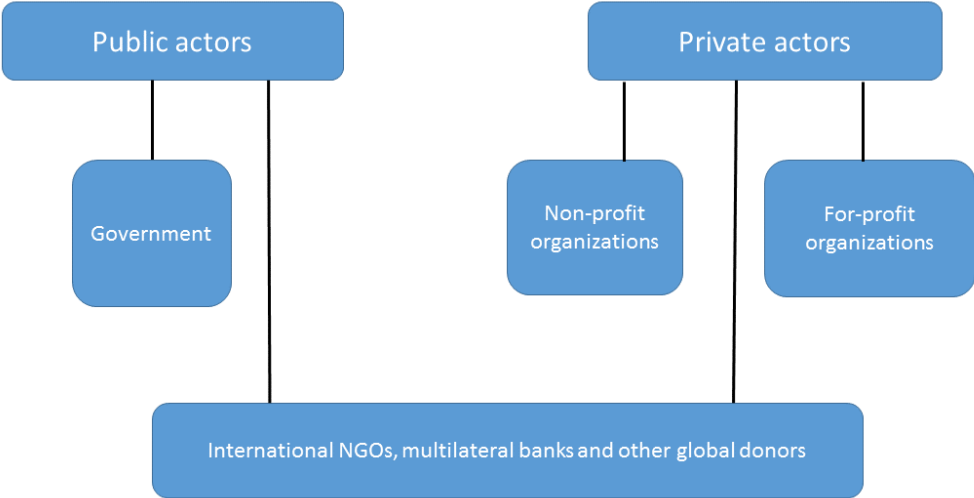 Public actors
Private actors
Government
Non-profit
organizations
For-profit
organizations
International NGOs, multilateral banks and other global donors